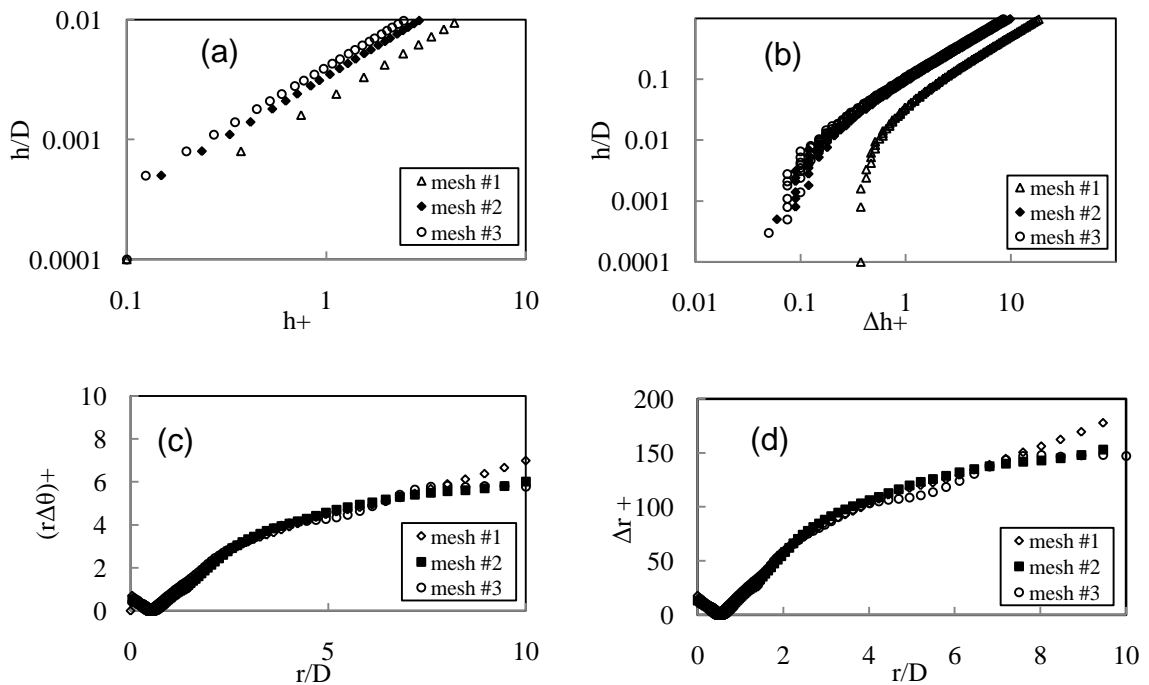 (a)
h/D
0.01
0.001
0.0001
0.1 1 10
h+
mesh #1
mesh #2
mesh #3
(b)
h/D
0.1
0.01
0.001
0.0001
0.01 0.1 1 10
Δh+
mesh #1
mesh #2
mesh #3
(c)
(rΔθ)+
10
8
6
4
2
0
0 5 10
r/D
mesh #1
mesh #2
mesh #3
(d)
Δr +
200
150
100
50
0
0 2 4 6 8 10
r/D
mesh #1
mesh #2
mesh #3